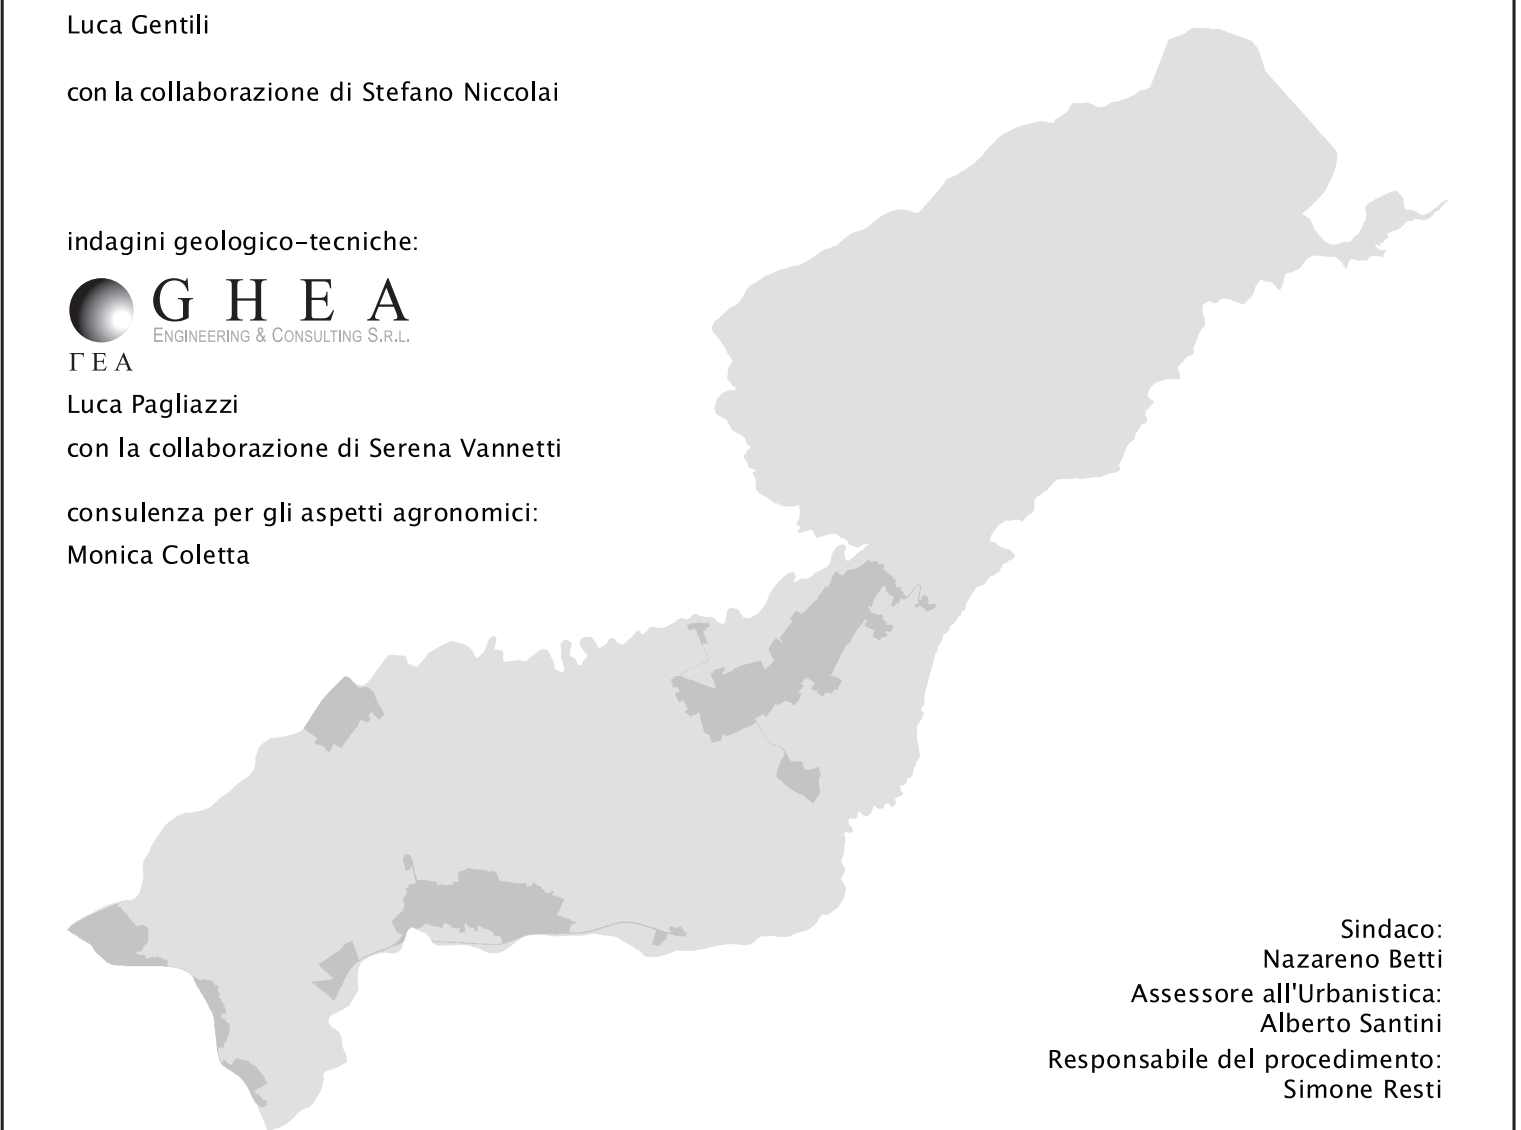 Luca Gentili
con la collaborazione di Stefano Niccolai
indagini geologico-tecniche:
GHEA
ENGINEERING & CONSULTING S.R.L.
ΓΕΑ
Luca Pagliazzi
con la collaborazione di Serena Vannetti
consulenza per gli aspetti agronomici:
Monica Coletta
Sindaco:
Nazareno Betti
Assessore all'Urbanistica:
Alberto Santini
Responsabile del procedimento:
Simone Resti